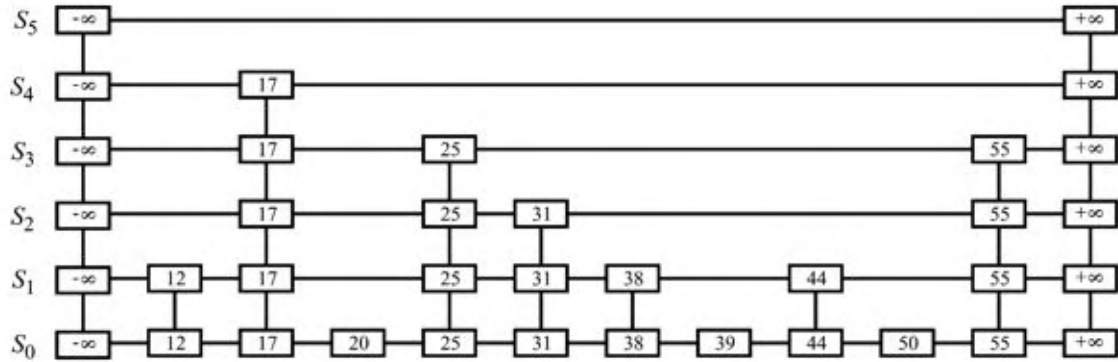 S5 -∞ +∞
S4 -∞ 17 +∞
S3 -∞ 17 25 55 +∞
S2 -∞ 17 25 31 55 +∞
S1 -∞ 12 17 25 31 38 44 55 +∞
S0 -∞ 12 17 20 25 31 38 39 44 50 55 +∞